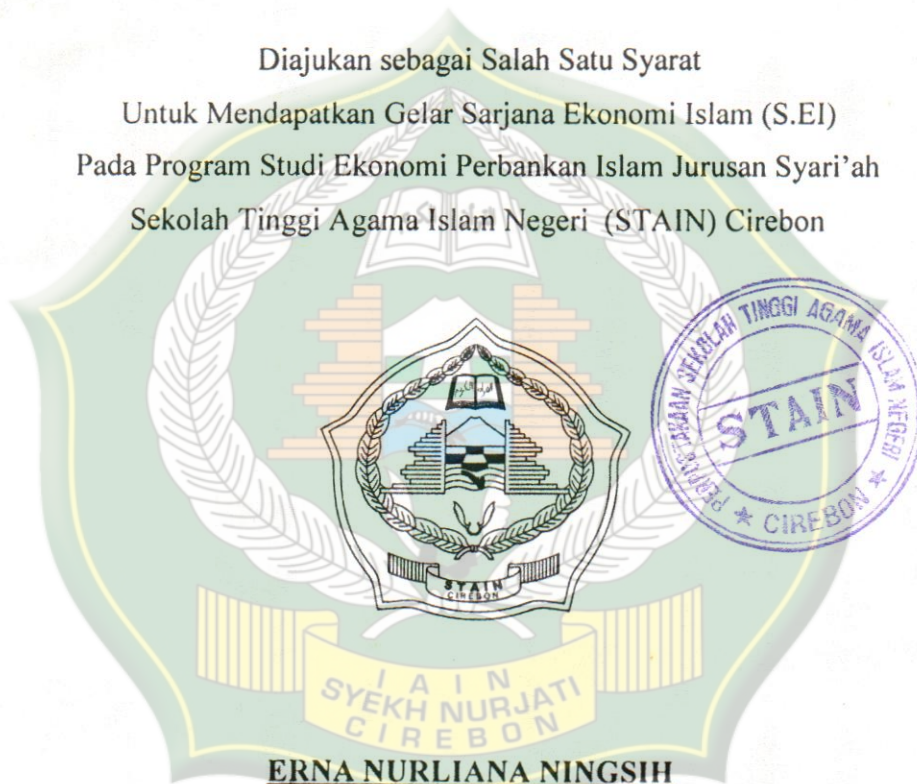 Diajukan sebagai Salah Satu Syarat
Untuk Mendapatkan Gelar Sarjana Ekonomi Islam (S.EI)
Pada Program Studi Ekonomi Perbankan Islam Jurusan Syari'ah
Sekolah Tinggi Agama Islam Negeri (STAIN) Cirebon
PERPUSTAKAAN SEKOLAH TINGGI AGAMA ISLAM NEGERI
STAIN
★ CIREBON ★
STAIN
CIREBON
IAIN
SYEKH NURJATI
CIREBON
ERNA NURLIANA NINGSIH